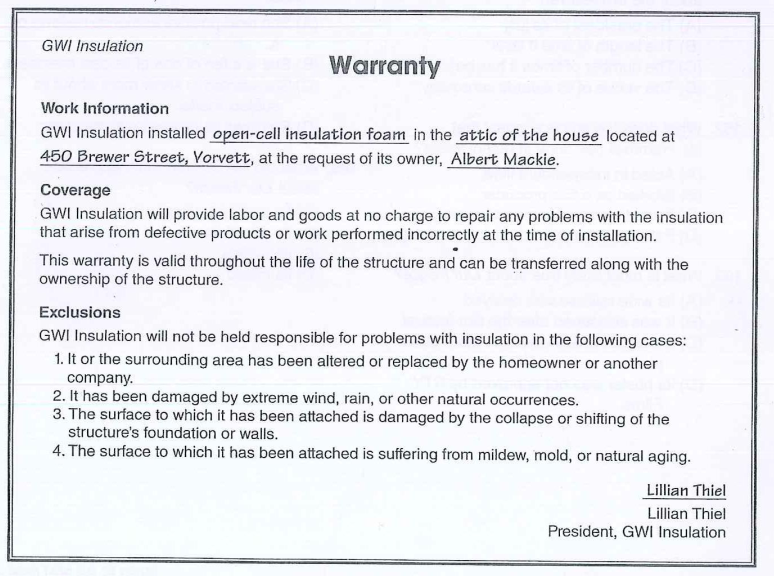 GWI Insulation
Warranty
Work Information
GWI Insulation installed open-cell insulation foam in the attic of the house located at
450 Brewer Street, Vorvett, at the request of its owner, Albert Mackie.
Coverage
GWI Insulation will provide labor and goods at no charge to repair any problems with the insulation
that arise from defective products or work performed incorrectly at the time of installation.
This warranty is valid throughout the life of the structure and can be transferred along with the
ownership of the structure.
Exclusions
GWI Insulation will not be held responsible for problems with insulation in the following cases:
1. It or the surrounding area has been altered or replaced by the homeowner or another
company.
2. It has been damaged by extreme wind, rain, or other natural occurrences.
3. The surface to which it has been attached is damaged by the collapse or shifting of the
structure's foundation or walls.
4. The surface to which it has been attached is suffering from mildew, mold, or natural aging.
Lillian Thiel
Lillian Thiel
President, GWI Insulation